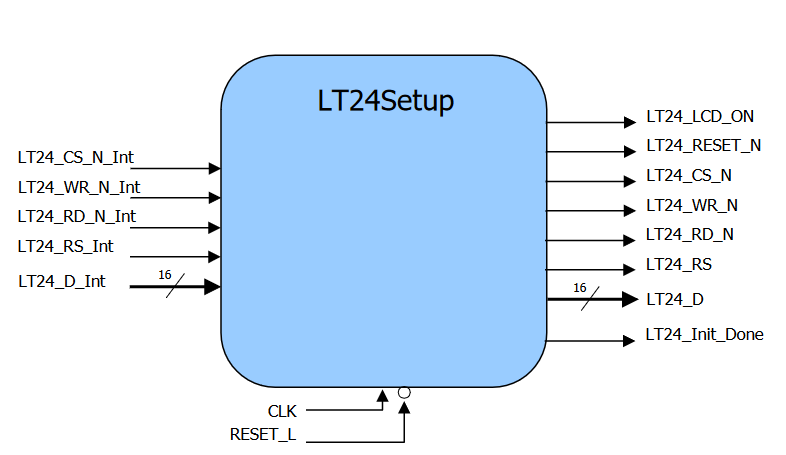 LT24Setup
LT24_CS_N_Int
LT24_WR_N_Int
LT24_RD_N_Int
LT24_RS_Int
LT24_D_Int
16
LT24_LCD_ON
LT24_RESET_N
LT24_CS_N
LT24_WR_N
LT24_RD_N
LT24_RS
16
LT24_D
LT24_Init_Done
CLK
RESET_L